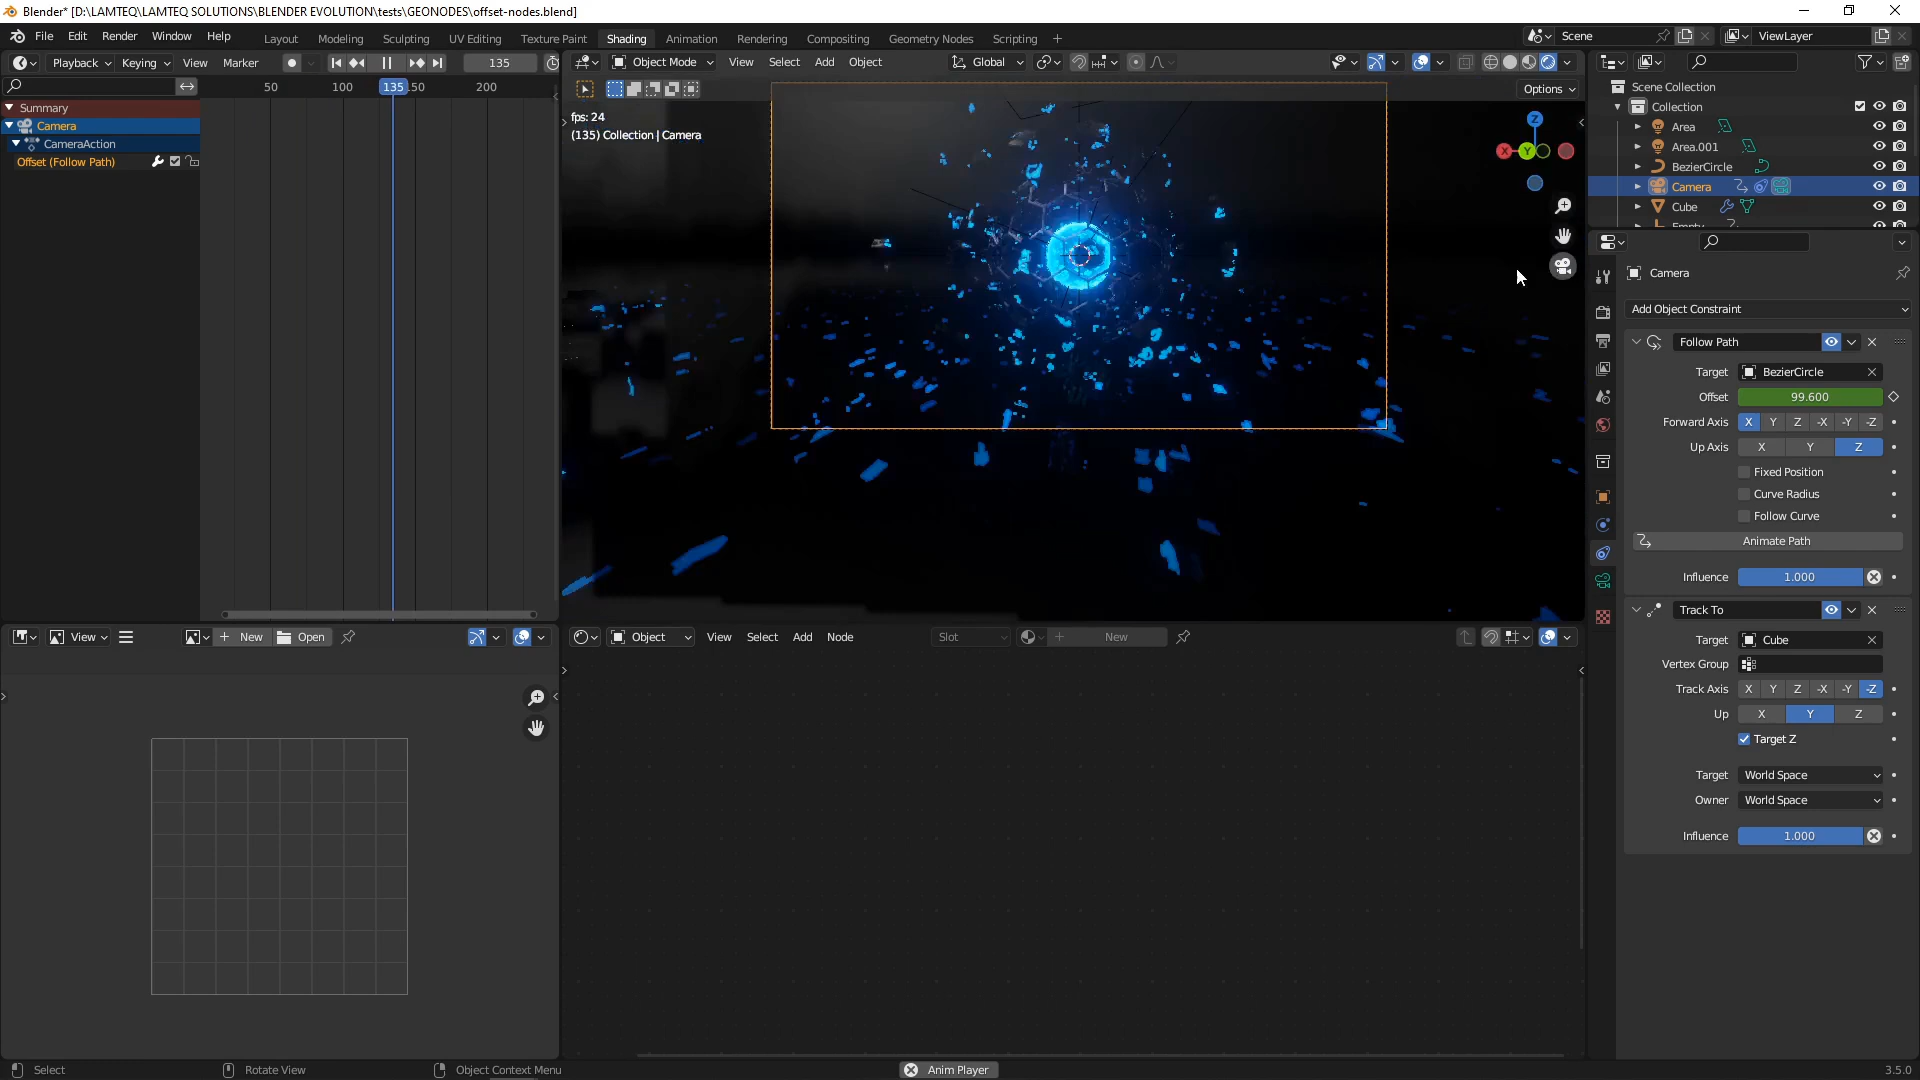 Blender* [D:\LAMTEQ\LAMTEQ SOLUTIONS\BLENDER EVOLUTION\tests\GEONODES\offset-nodes.blend]
File Edit Render Window Help Layout Modeling Sculpting UV Editing Texture Paint Shading Animation Rendering Compositing Geometry Nodes Scripting + Scene ViewLayer
Playback Keying View Marker 135 Object Mode View Select Add Object Global
50 100 135 150 200
Options
Summary
Camera
CameraAction
Offset (Follow Path)
fps: 24
(135) Collection | Camera
Z
X Y
Scene Collection
Collection
Area
Area.001
BezierCircle
Camera
Cube
Camera
Add Object Constraint
Follow Path
Target BezierCircle
Offset 99.600
Forward Axis X Y Z -X -Y -Z
Up Axis X Y Z
Fixed Position
Curve Radius
Follow Curve
Animate Path
Influence 1.000
Track To
Target Cube
Vertex Group
Track Axis X Y Z -X -Y -Z
Up X Y Z
Target Z
Target World Space
Owner World Space
Influence 1.000
View + New Open
Object View Select Add Node Slot + New
Select Rotate View Object Context Menu Anim Player 3.5.0